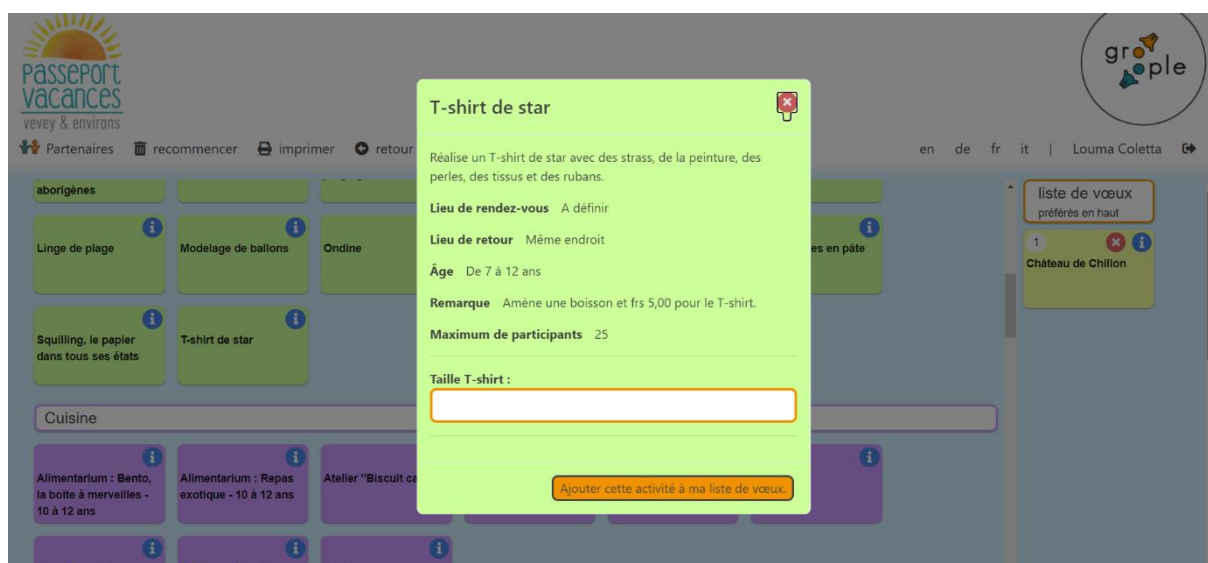 Passeport
vacances
vevey & environs
groople
Partenaires recommencer imprimer retour
en de fr it | Louma Coletta
aborigènes
Linge de plage
Modelage de ballons
Ondine
es en pâte
Squilling, le papier
dans tous ses états
T-shirt de star
Cuisine
Alimentarium : Bento,
la boite à merveilles -
10 à 12 ans
Alimentarium : Repas
exotique - 10 à 12 ans
Atelier "Biscuit ca
T-shirt de star
Réalise un T-shirt de star avec des strass, de la peinture, des
perles, des tissus et des rubans.
Lieu de rendez-vous A définir
Lieu de retour Même endroit
Âge De 7 à 12 ans
Remarque Amène une boisson et frs 5,00 pour le T-shirt.
Maximum de participants 25
Taille T-shirt :
Ajouter cette activité à ma liste de vœux.
liste de vœux
préférés en haut
1
Château de Chillon